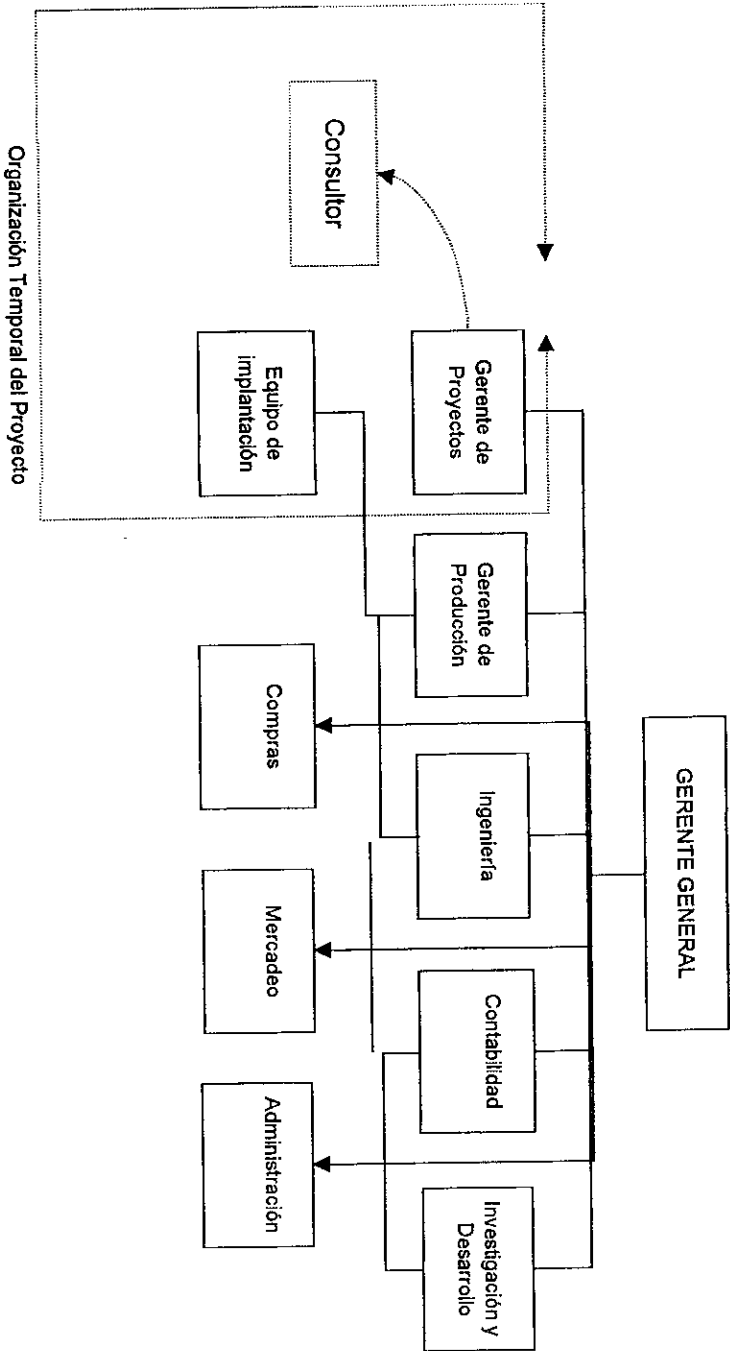 GERENTE GENERAL
Gerente de
Proyectos
Gerente de
Producción
Ingeniería
Contabilidad
Investigación y
Desarrollo
Consultor
Equipo de
implantación
Compras
Mercadeo
Administración
Organización Temporal del Proyecto